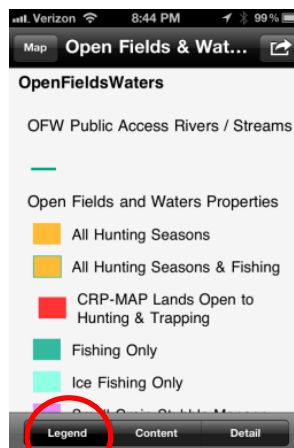 Verizon 8:44 PM 99%
Map Open Fields & Wat...
OpenFieldsWaters
OFW Public Access Rivers / Streams
Open Fields and Waters Properties
All Hunting Seasons
All Hunting Seasons & Fishing
CRP-MAP Lands Open to
Hunting & Trapping
Fishing Only
Ice Fishing Only
Legend Content Detail